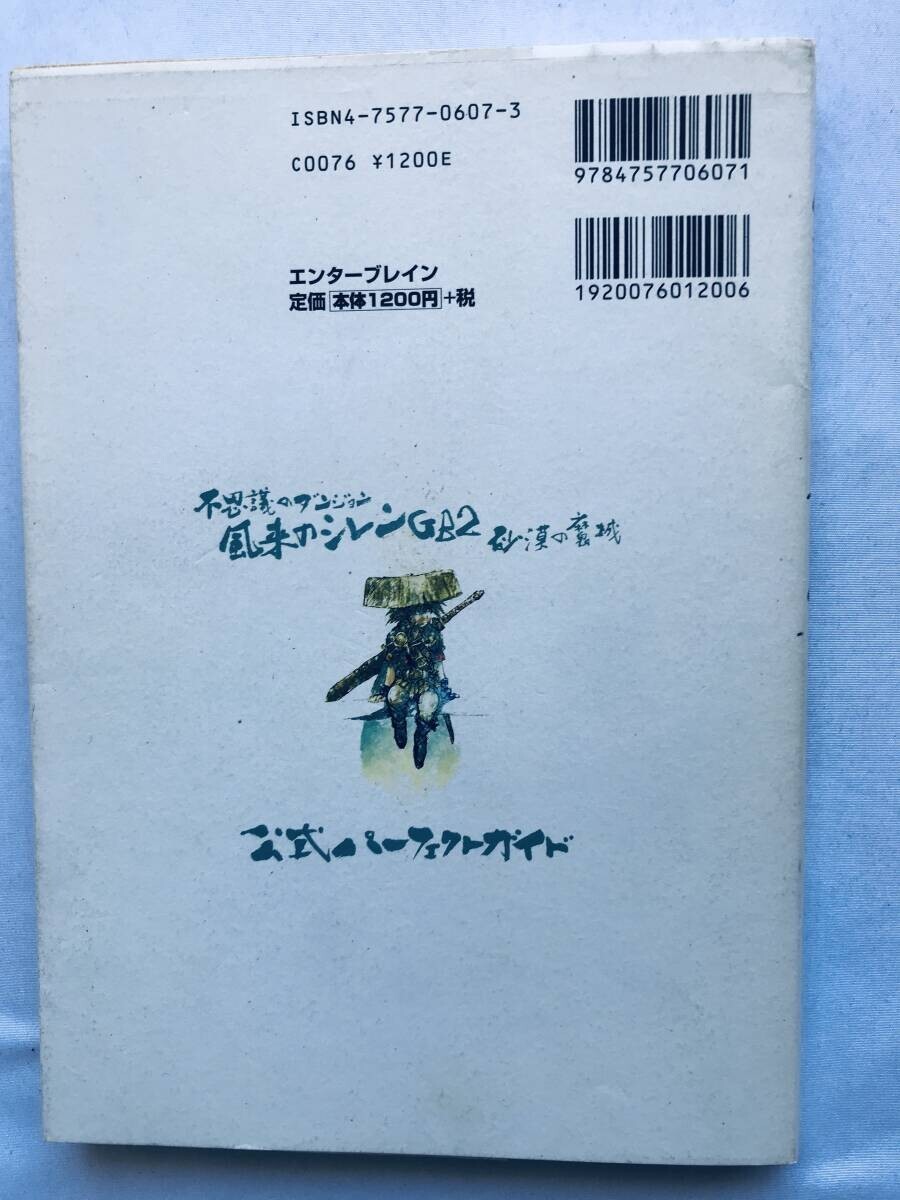 ISBN4-7577-0607-3
C0076 ¥1200E
9784757706071
エンターブレイン
定価 本体1200円 +税
1920076012006
不思議のダンジョン
風来のシレンGB2 砂漠の魔城
公式パーフェクトガイド